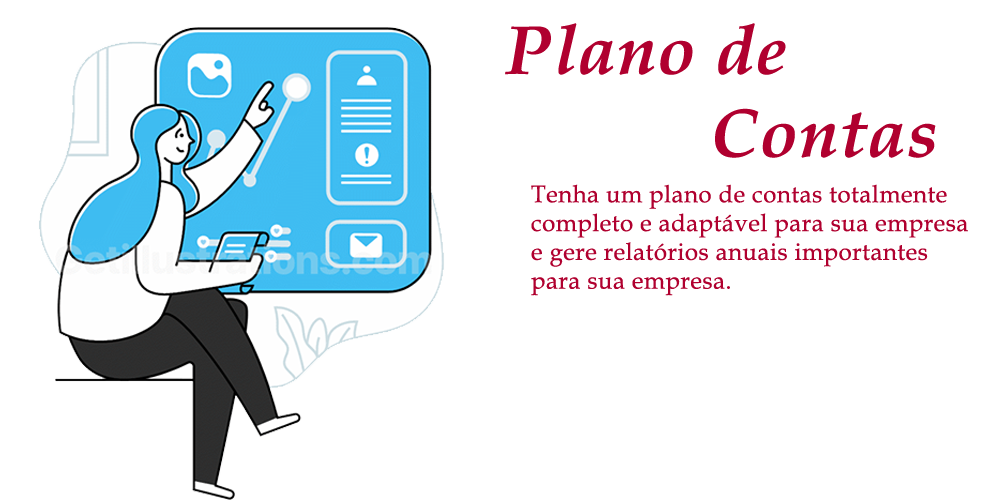 Plano de
Contas
Tenha um plano de contas totalmente
completo e adaptável para sua empresa
e gere relatórios anuais importantes
para sua empresa.